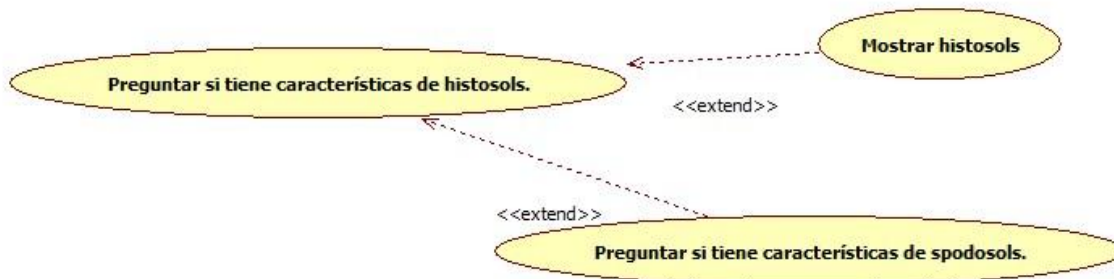 Mostrar histosols
Preguntar si tiene características de histosols.
<<extend>>
<<extend>>
Preguntar si tiene características de spodosols.